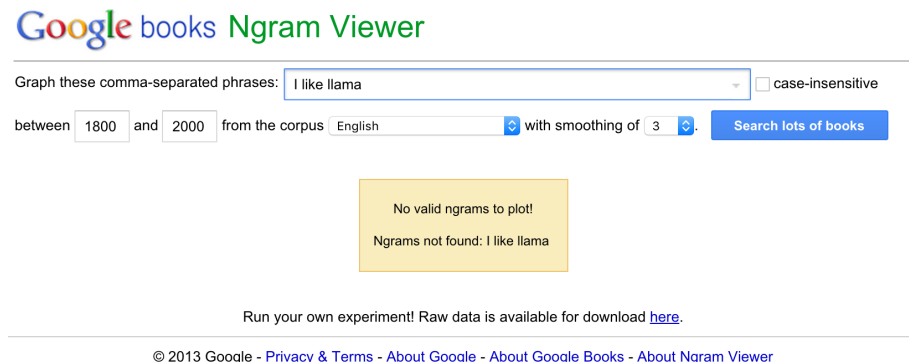 Google books Ngram Viewer
Graph these comma-separated phrases: I like llama case-insensitive
between 1800 and 2000 from the corpus English with smoothing of 3 . Search lots of books
No valid ngrams to plot!
Ngrams not found: I like llama
Run your own experiment! Raw data is available for download here.
© 2013 Google - Privacy & Terms - About Google - About Google Books - About Ngram Viewer